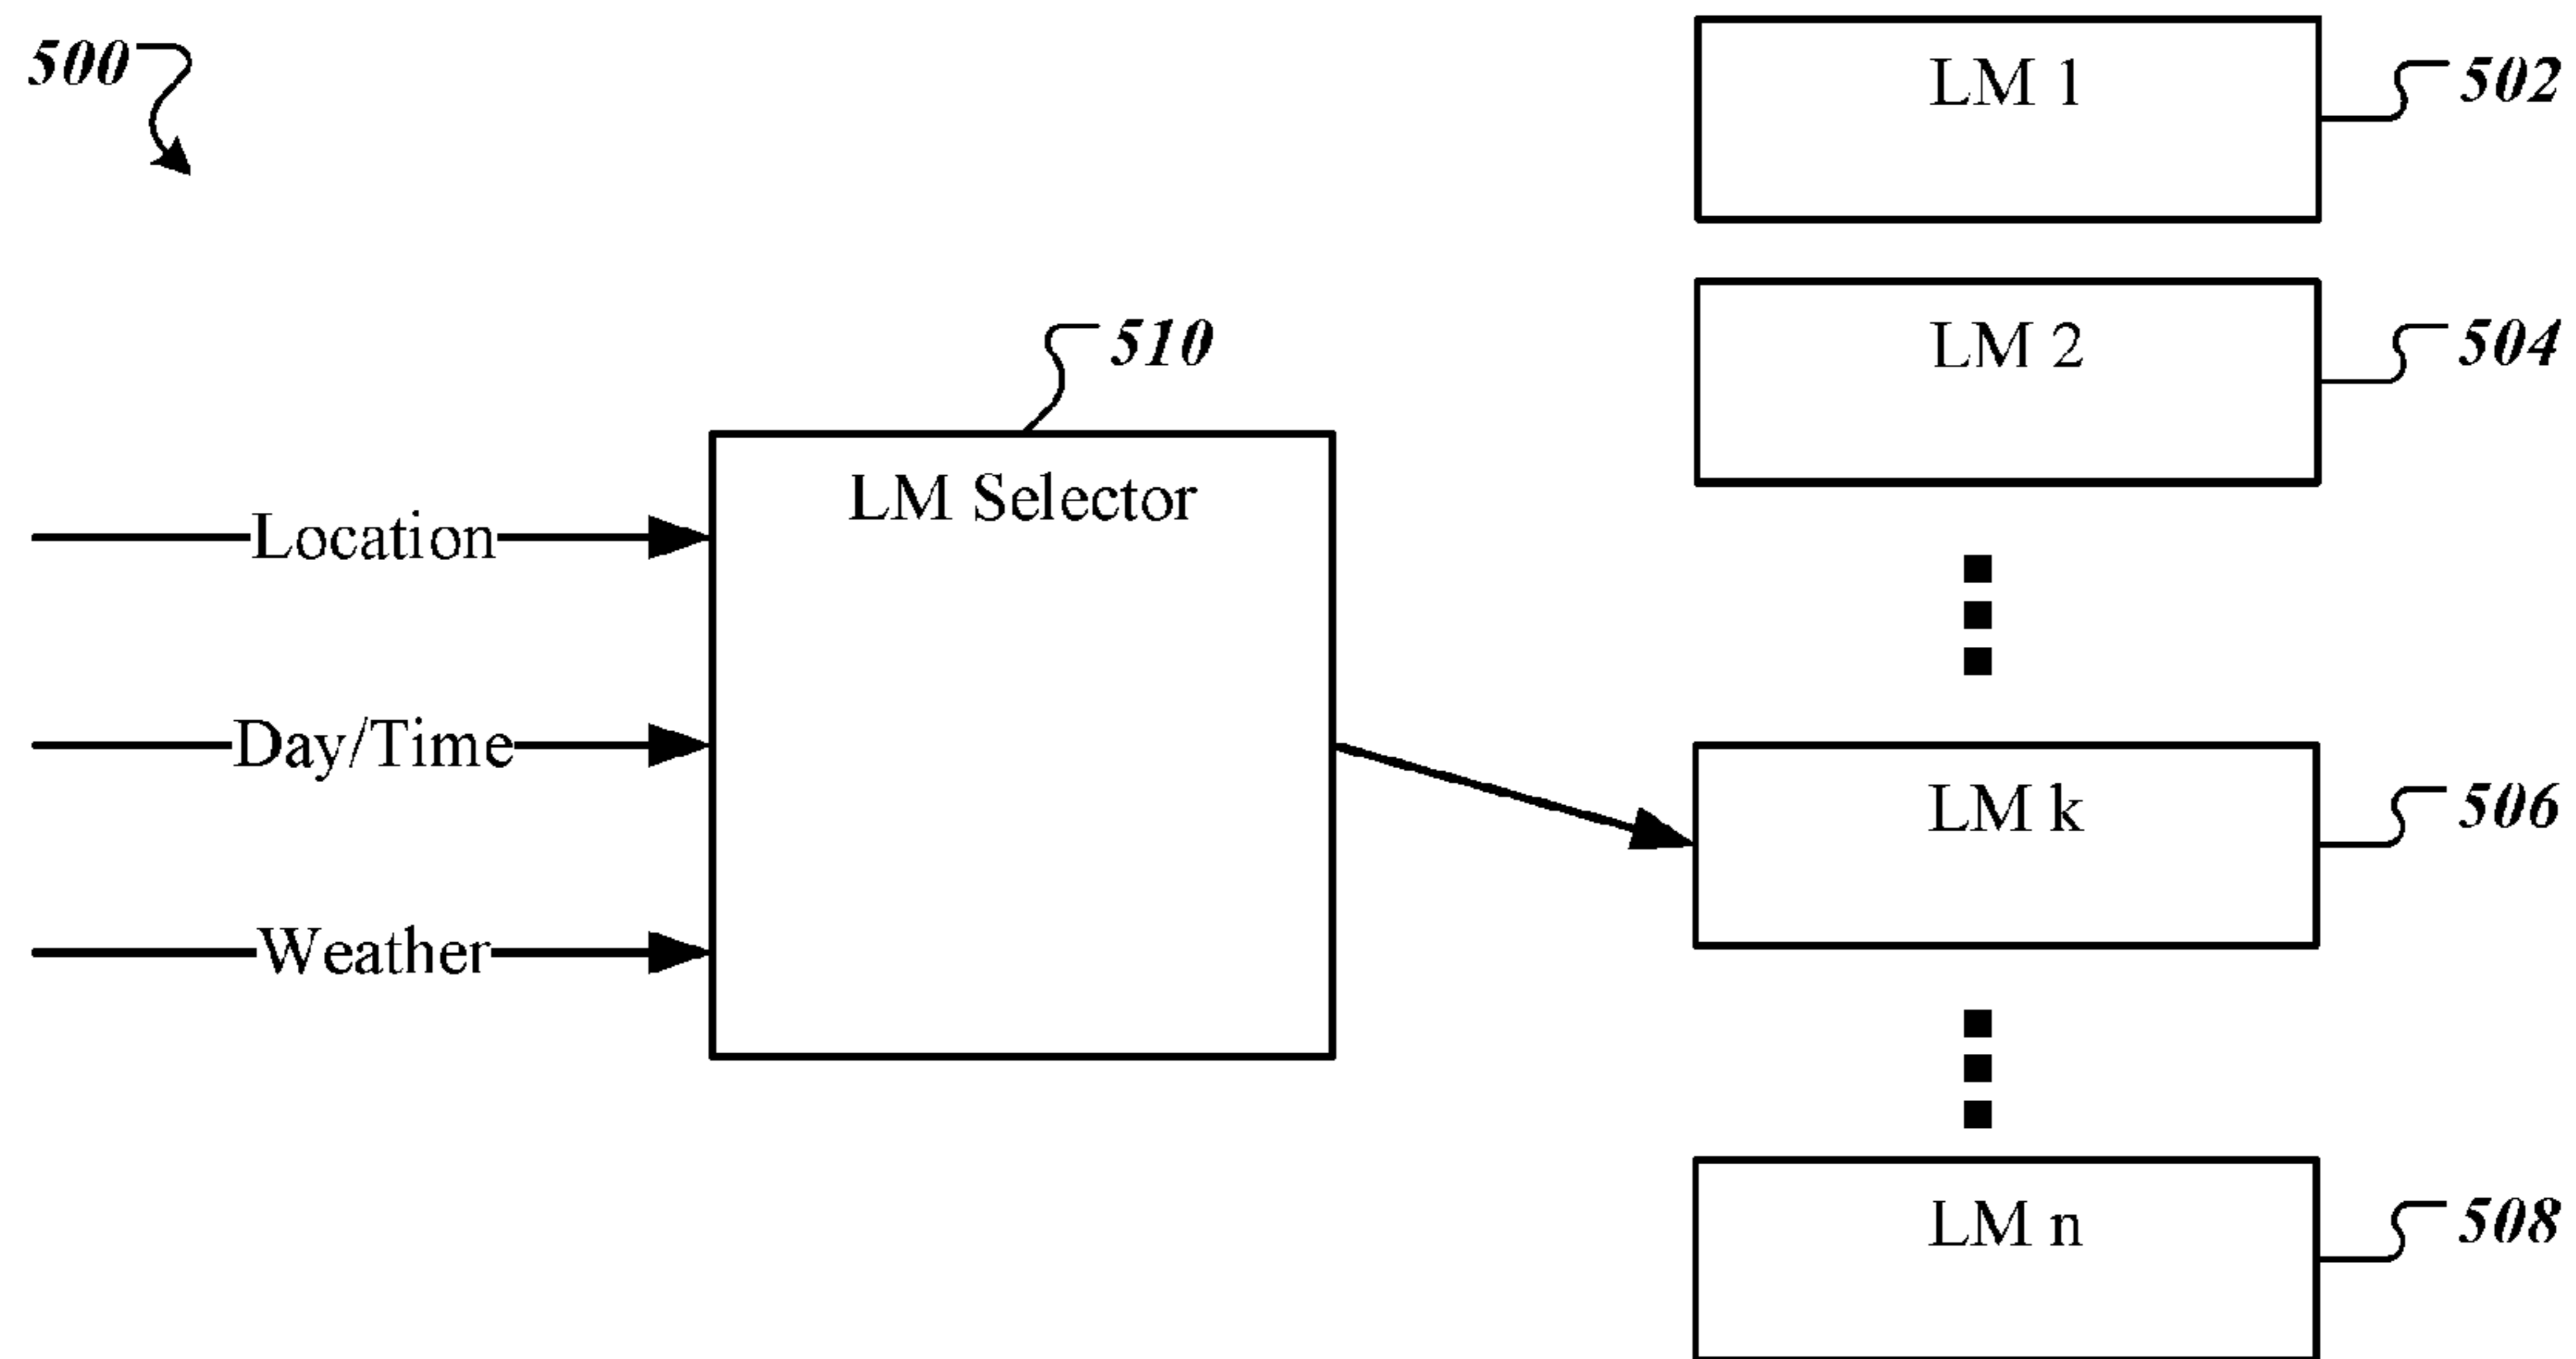 500
LM 1
502
LM 2
504
510
LM Selector
Location
Day/Time
Weather
LM k
506
LM n
508